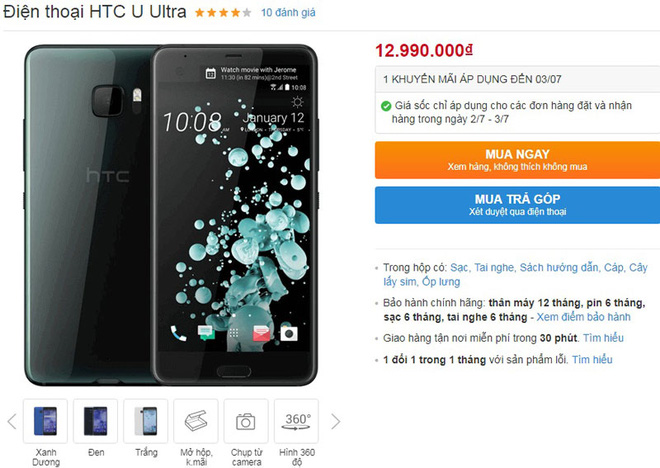 Điện thoại HTC U Ultra
10 đánh giá
12.990.000₫
1 KHUYẾN MÃI ÁP DỤNG ĐẾN 03/07
Giá sốc chỉ áp dụng cho các đơn hàng đặt và nhận
hàng trong ngày 2/7 - 3/7
MUA NGAY
Xem hàng, không thích không mua
MUA TRẢ GÓP
Xét duyệt qua điện thoại
Trong hộp có: Sạc, Tai nghe, Sách hướng dẫn, Cáp, Cây
lấy sim, Ốp lưng
Bảo hành chính hãng: thân máy 12 tháng, pin 6 tháng,
sạc 6 tháng, tai nghe 6 tháng - Xem điểm bảo hành
Giao hàng tận nơi miễn phí trong 30 phút. Tìm hiểu
1 đổi 1 trong 1 tháng với sản phẩm lỗi. Tìm hiểu
hTC
Watch movie with Jerome
11:30 (in 82 mins) @2nd Street
10:08
10:08
January 12
360°
Xanh
Dương
Đen
Trắng
Mở hộp,
k.mãi
Chụp từ
camera
Hình 360
độ